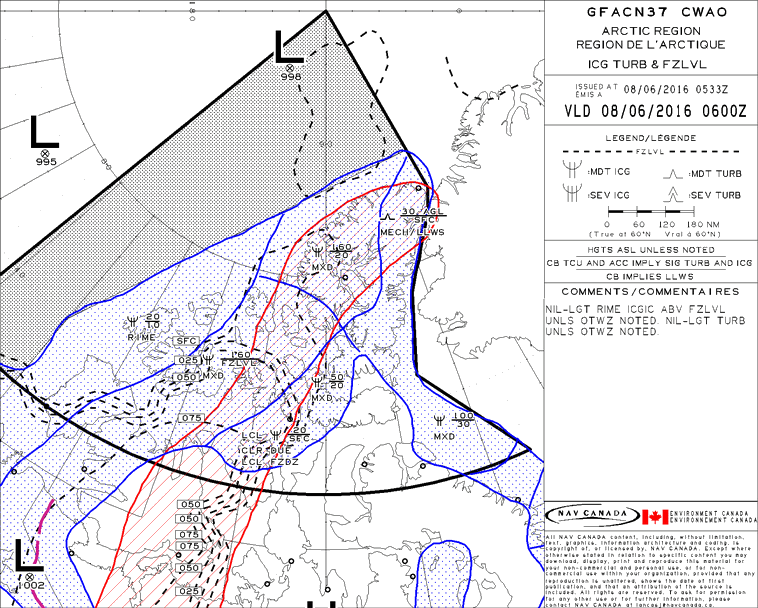 L
998
L
995
30 AGL
SFC
MECH/LLWS
160
20
MXD
20
10
RIME
SFC
025
050
MXD
160
FZLVL
50
20
MXD
075
100
30
MXD
LCL
20
SFC
CLR DUE
LCL FZDZ
050
050
075
075
050
025
L
1002
H
GFACN37 CWAO
ARCTIC REGION
REGION DE L'ARCTIQUE
ICG TURB & FZLVL
ISSUED AT 08/06/2016 0533Z
ÉMIS A
VLD 08/06/2016 0600Z
LEGEND/LÉGENDE
FZLVL
:MDT ICG
:MDT TURB
:SEV ICG
:SEV TURB
0 60 120 180 NM
(True at 60°N Vrai à 60°N)
HGTS ASL UNLESS NOTED
CB TCU AND ACC IMPLY SIG TURB AND ICG
CB IMPLIES LLWS
COMMENTS/COMMENTAIRES
NIL-LGT RIME ICGIC ABV FZLVL
UNLS OTWZ NOTED. NIL-LGT TURB
UNLS OTWZ NOTED.
NAV CANADA
ENVIRONMENT CANADA
ENVIRONNEMENT CANADA
All NAV CANADA content, including, without limitation,
text, graphics, information architecture and coding, is
copyright of, or licensed by, NAV CANADA. Except where
otherwise stated in relation to specific content you may
download, display, print and reproduce this material for
your non-commercial and personal use, or for non-
commercial use within your organization, provided that any
reproduction is unaltered, shows the date of first
publication, and that an attribution of the source is
included. All rights are reserved. To ask for permission
for any other use or for further information, please
contact NAV CANADA at